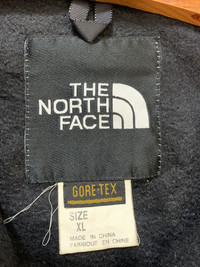 THE
NORTH
FACE
GORE-TEX
SIZE
XL
MADE IN CHINA
FABRIQUÉ EN CHINE